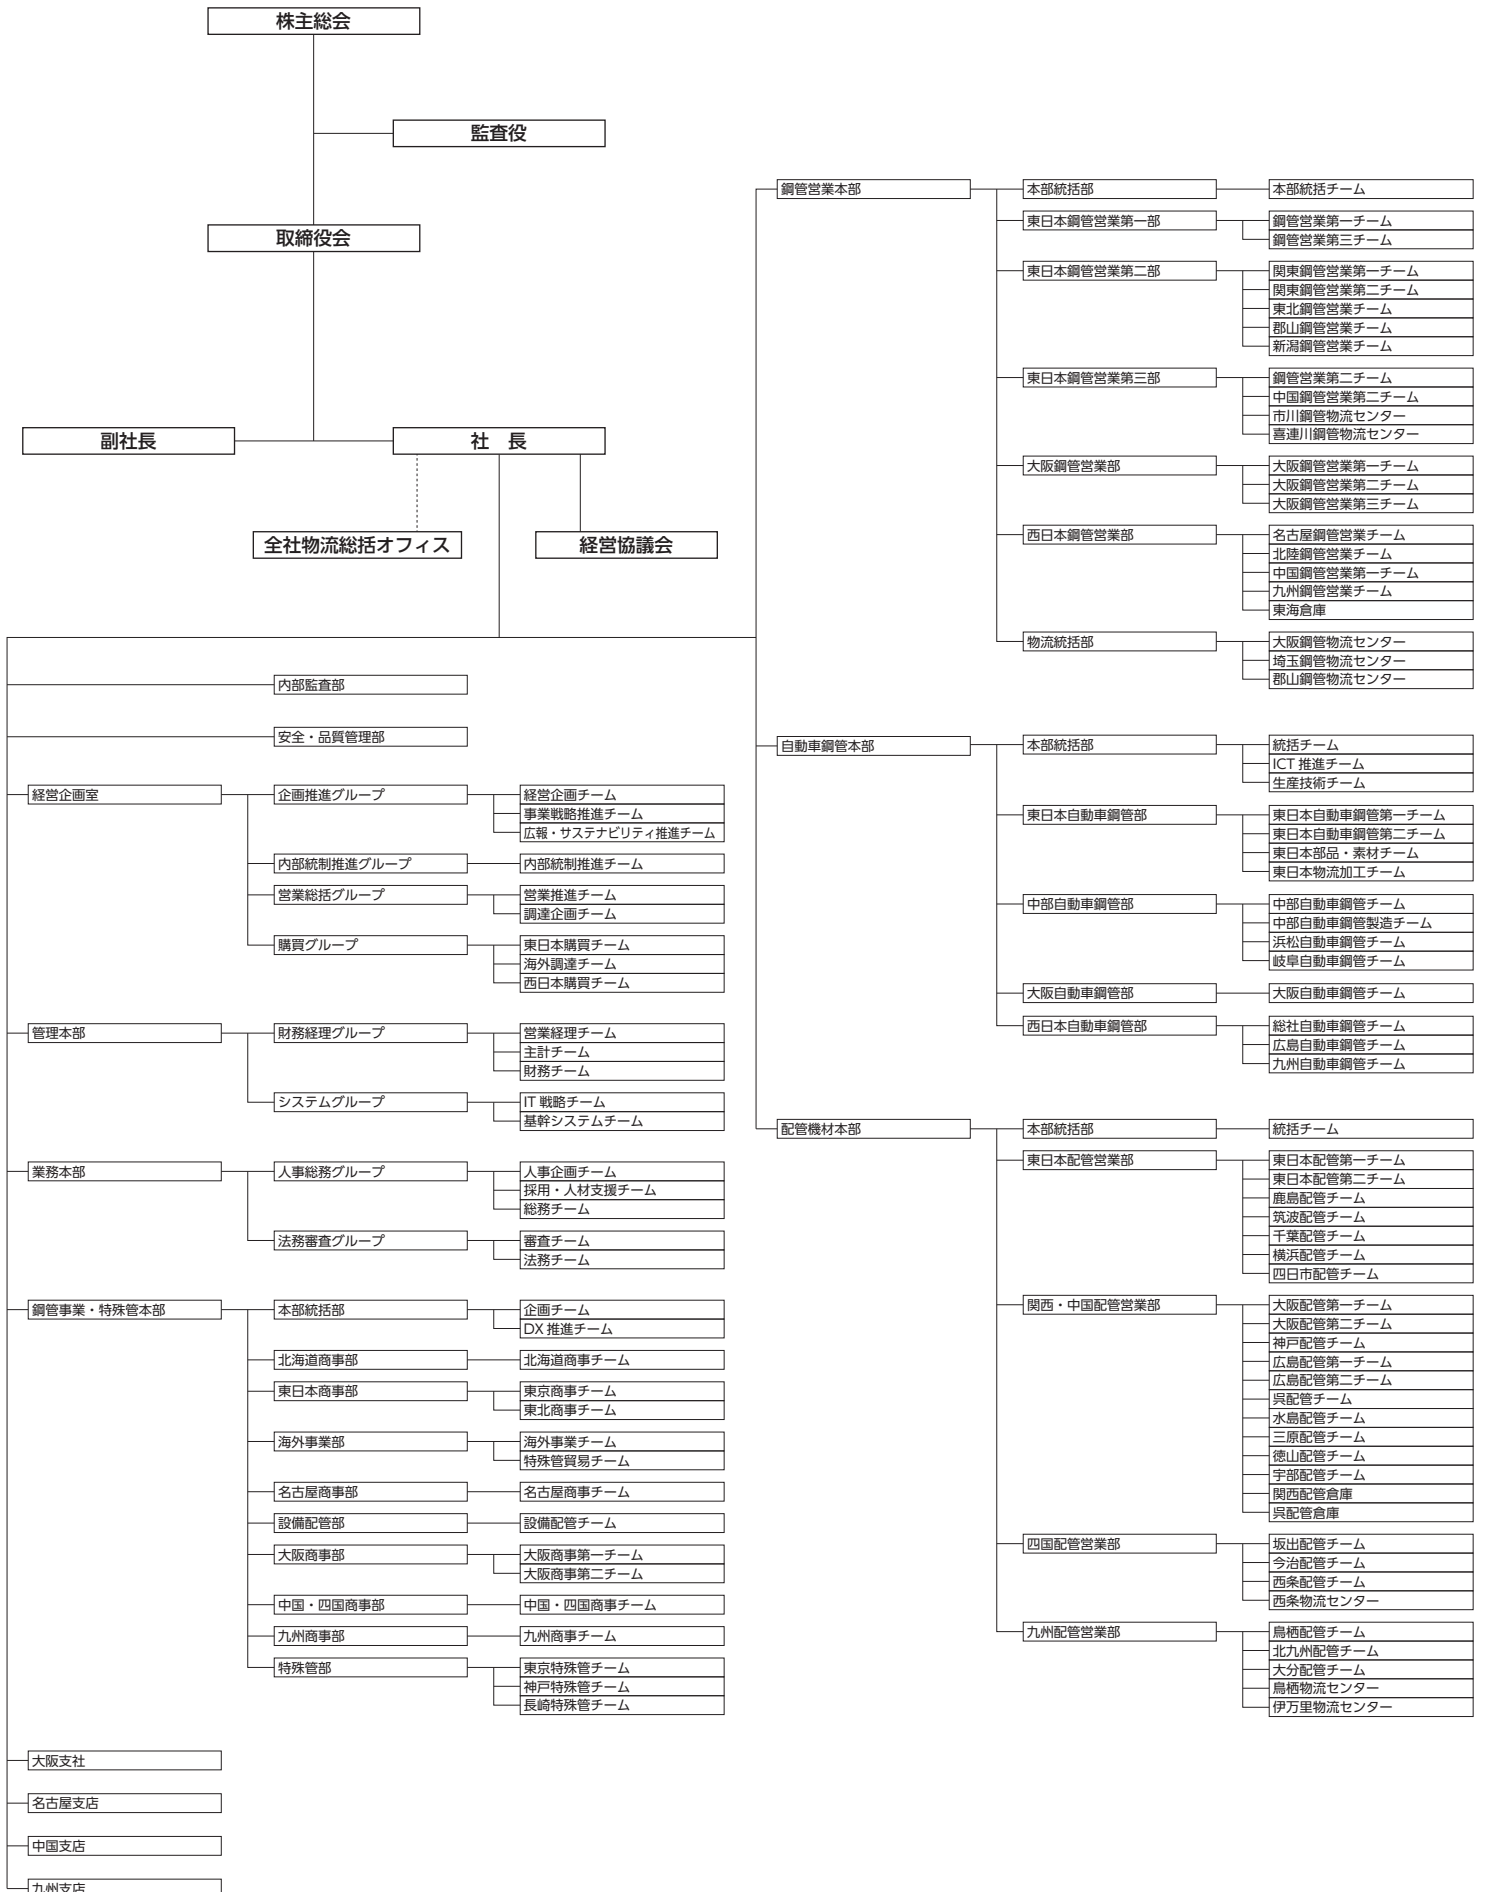 株主総会
監査役
取締役会
副社長
社　長
全社物流総括オフィス
経営協議会
内部監査部
安全・品質管理部
経営企画室
企画推進グループ
経営企画チーム
事業戦略推進チーム
広報・サステナビリティ推進チーム
内部統制推進グループ
内部統制推進チーム
営業総括グループ
営業推進チーム
調達企画チーム
購買グループ
東日本購買チーム
海外調達チーム
西日本購買チーム
管理本部
財務経理グループ
営業経理チーム
主計チーム
財務チーム
システムグループ
IT 戦略チーム
基幹システムチーム
業務本部
人事総務グループ
人事企画チーム
採用・人材支援チーム
総務チーム
法務審査グループ
審査チーム
法務チーム
鋼管事業・特殊管本部
本部統括部
企画チーム
DX 推進チーム
北海道商事部
北海道商事チーム
東日本商事部
東京商事チーム
東北商事チーム
海外事業部
海外事業チーム
特殊管貿易チーム
名古屋商事部
名古屋商事チーム
設備配管部
設備配管チーム
大阪商事部
大阪商事第一チーム
大阪商事第二チーム
中国・四国商事部
中国・四国商事チーム
九州商事部
九州商事チーム
特殊管部
東京特殊管チーム
神戸特殊管チーム
長崎特殊管チーム
大阪支社
名古屋支店
中国支店
九州支店
鋼管営業本部
本部統括部
本部統括チーム
東日本鋼管営業第一部
鋼管営業第一チーム
鋼管営業第三チーム
東日本鋼管営業第二部
関東鋼管営業第一チーム
関東鋼管営業第二チーム
東北鋼管営業チーム
郡山鋼管営業チーム
新潟鋼管営業チーム
東日本鋼管営業第三部
鋼管営業第二チーム
中国鋼管営業第二チーム
市川鋼管物流センター
喜連川鋼管物流センター
大阪鋼管営業部
大阪鋼管営業第一チーム
大阪鋼管営業第二チーム
大阪鋼管営業第三チーム
西日本鋼管営業部
名古屋鋼管営業チーム
北陸鋼管営業チーム
中国鋼管営業第一チーム
九州鋼管営業チーム
東海倉庫
物流統括部
大阪鋼管物流センター
埼玉鋼管物流センター
郡山鋼管物流センター
自動車鋼管本部
本部統括部
統括チーム
ICT 推進チーム
生産技術チーム
東日本自動車鋼管部
東日本自動車鋼管第一チーム
東日本自動車鋼管第二チーム
東日本部品・素材チーム
東日本物流加工チーム
中部自動車鋼管部
中部自動車鋼管チーム
中部自動車鋼管製造チーム
浜松自動車鋼管チーム
岐阜自動車鋼管チーム
大阪自動車鋼管部
大阪自動車鋼管チーム
西日本自動車鋼管部
総社自動車鋼管チーム
広島自動車鋼管チーム
九州自動車鋼管チーム
配管機材本部
本部統括部
統括チーム
東日本配管営業部
東日本配管第一チーム
東日本配管第二チーム
鹿島配管チーム
筑波配管チーム
千葉配管チーム
横浜配管チーム
四日市配管チーム
関西・中国配管営業部
大阪配管第一チーム
大阪配管第二チーム
神戸配管チーム
広島配管第一チーム
広島配管第二チーム
呉配管チーム
水島配管チーム
三原配管チーム
徳山配管チーム
宇部配管チーム
関西配管倉庫
呉配管倉庫
四国配管営業部
坂出配管チーム
今治配管チーム
西条配管チーム
西条物流センター
九州配管営業部
鳥栖配管チーム
北九州配管チーム
大分配管チーム
鳥栖物流センター
伊万里物流センター